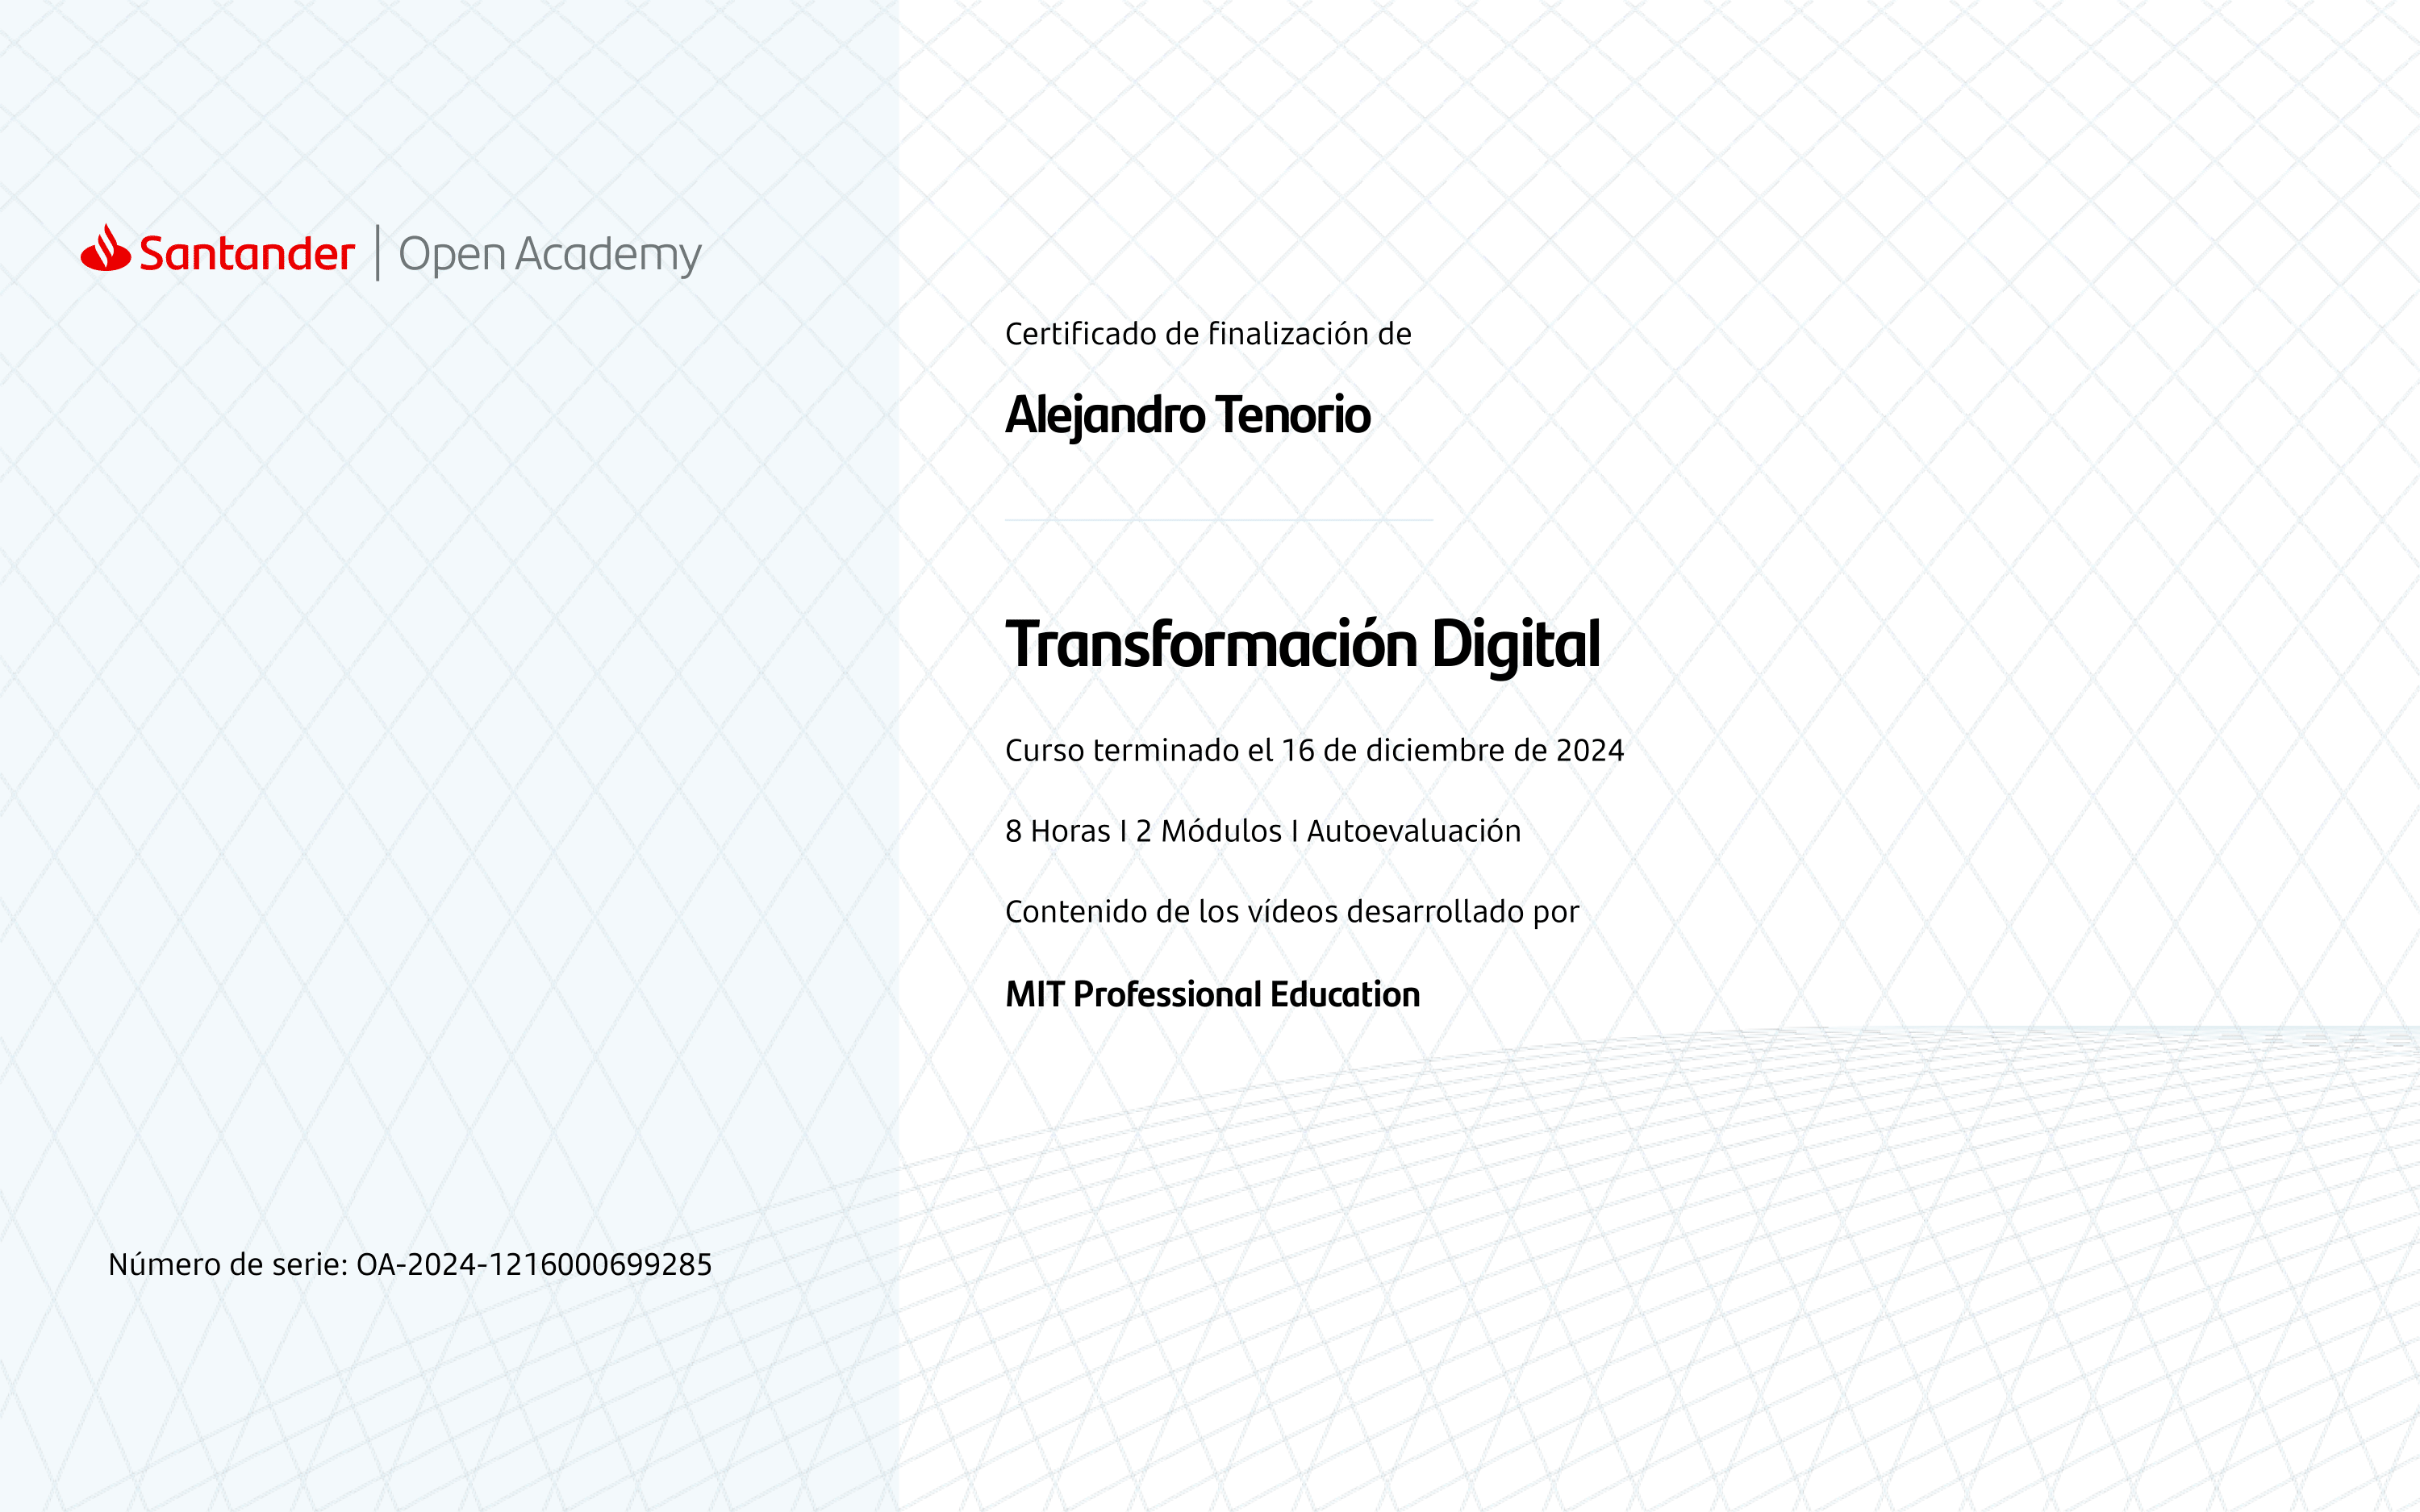 Santander | Open Academy
Certificado de finalización de
Alejandro Tenorio
Transformación Digital
Curso terminado el 16 de diciembre de 2024
8 Horas I 2 Módulos I Autoevaluación
Contenido de los vídeos desarrollado por
MIT Professional Education
Número de serie: OA-2024-1216000699285